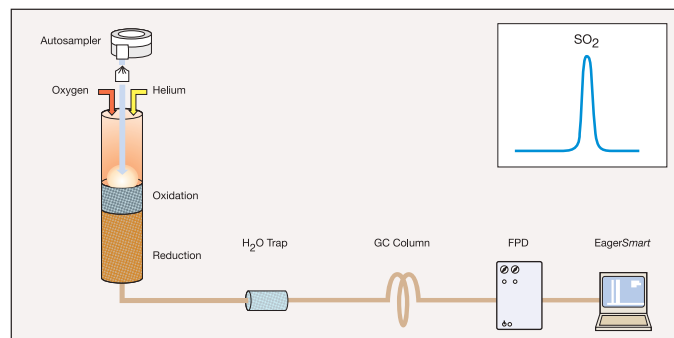 Autosampler
SO2
Oxygen
Helium
Oxidation
Reduction
H2O Trap
GC Column
FPD
EagerSmart